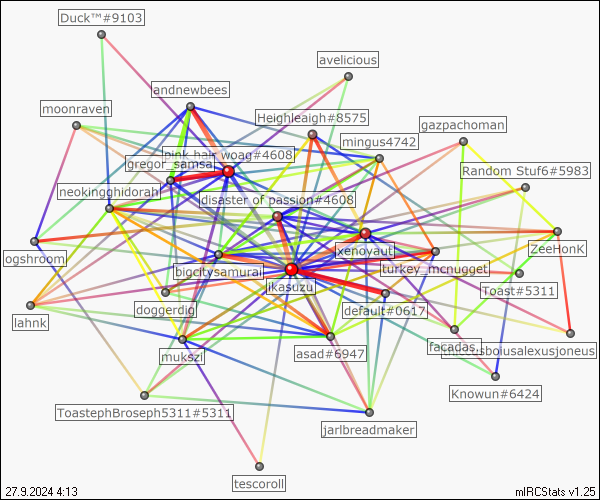 Duck™#9103
avelicious
andnewbees
moonraven
Heighleaigh#8575
gazpachoman
mingus4742
pink hair woag#4608
gregor_samsa
Random Stuf6#5983
neokingghidorah
disaster of passion#4608
ogshroom
xenoyaut
ZeeHonK
bigcitysamurai
turkey_mcnugget
ikasuzu
Toast#5311
doggerdig
default#0617
lahnk
facadas_
mukszi
asad#6947
Knowun#6424
ToastephBroseph5311#5311
jarlbreadmaker
tescoroll
27.9.2024 4:13
mIRCStats v1.25